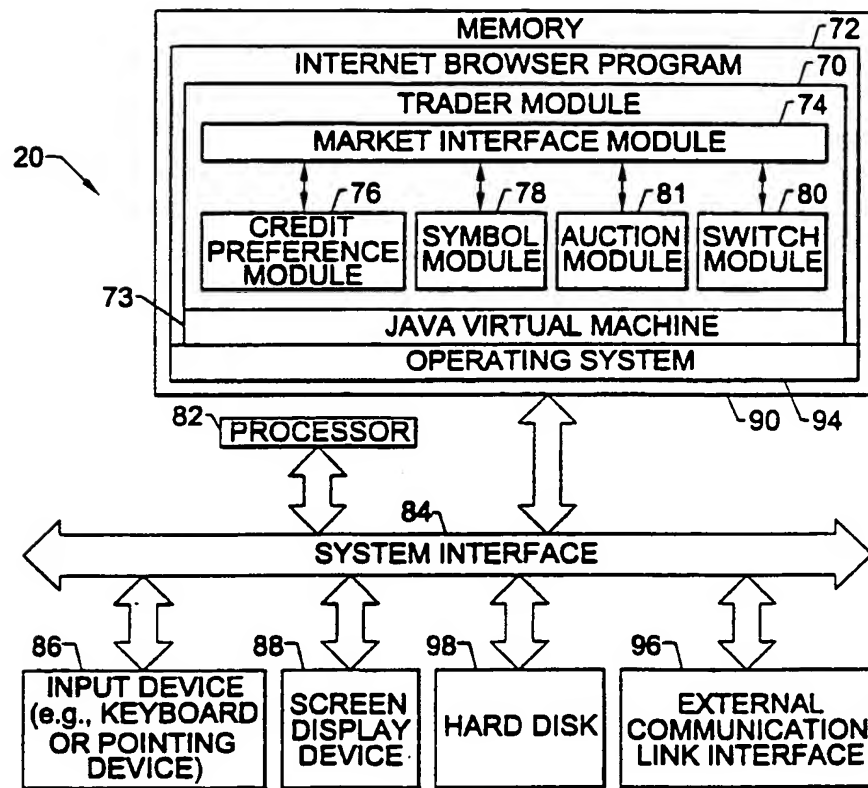 MEMORY
72
INTERNET BROWSER PROGRAM
70
TRADER MODULE
74
MARKET INTERFACE MODULE
20
76
78
81
80
CREDIT
PREFERENCE
MODULE
SYMBOL
MODULE
AUCTION
MODULE
SWITCH
MODULE
73
JAVA VIRTUAL MACHINE
OPERATING SYSTEM
82
PROCESSOR
90
94
84
SYSTEM INTERFACE
86
88
98
96
INPUT DEVICE
(e.g., KEYBOARD
OR POINTING
DEVICE)
SCREEN
DISPLAY
DEVICE
HARD DISK
EXTERNAL
COMMUNICATION
LINK INTERFACE